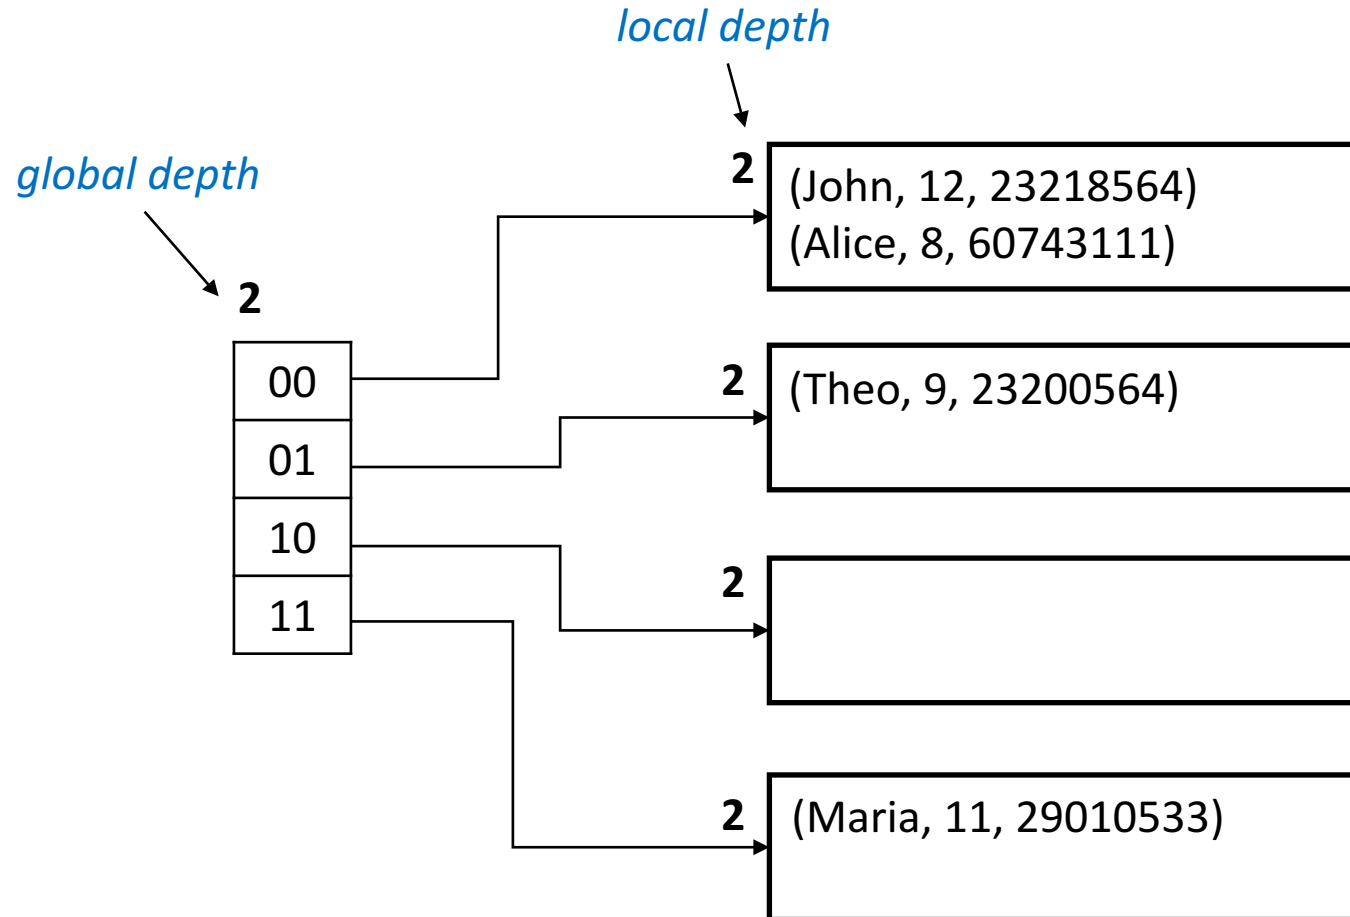 local depth
global depth
2
00
01
10
11
2
(John, 12, 23218564)
(Alice, 8, 60743111)
2
(Theo, 9, 23200564)
2
2
(Maria, 11, 29010533)